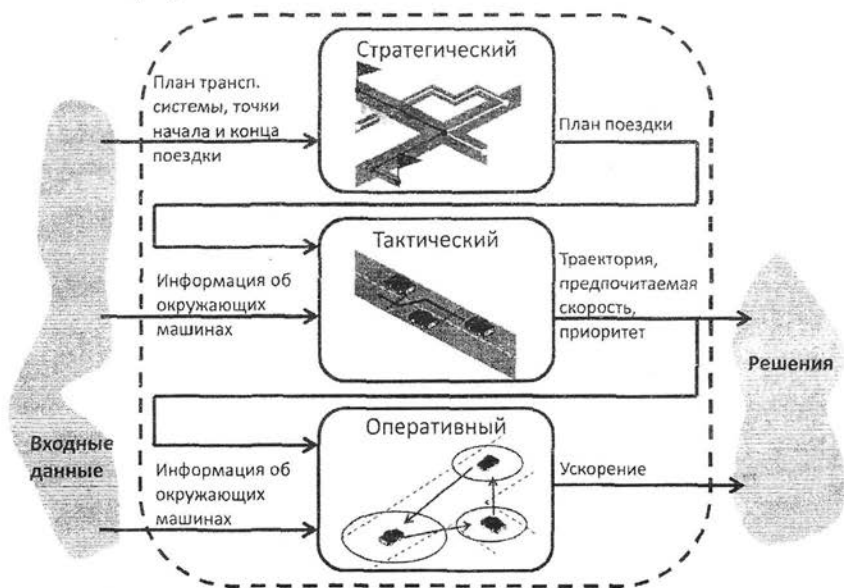 Стратегический
План трансп.
системы, точки
начала и конца
поездки
План поездки
Тактический
Информация об
окружающих
машинах
Траектория,
предпочитаемая
скорость,
приоритет
Решения
Оперативный
Входные
данные
Информация об
окружающих
машинах
Ускорение